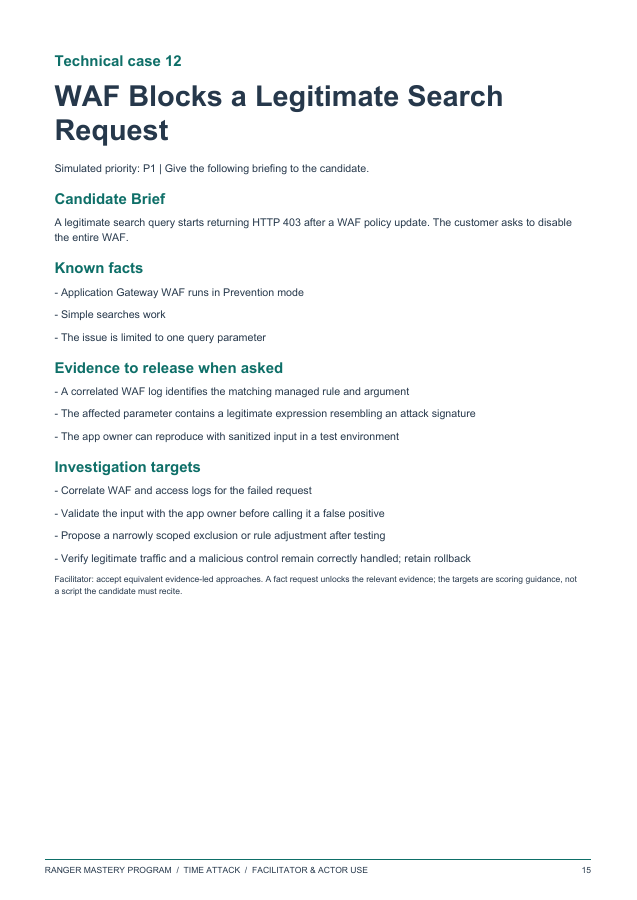 Technical case 12
WAF Blocks a Legitimate Search
Request
Simulated priority: P1 | Give the following briefing to the candidate.
Candidate Brief
A legitimate search query starts returning HTTP 403 after a WAF policy update. The customer asks to disable
the entire WAF.
Known facts
- Application Gateway WAF runs in Prevention mode
- Simple searches work
- The issue is limited to one query parameter
Evidence to release when asked
- A correlated WAF log identifies the matching managed rule and argument
- The affected parameter contains a legitimate expression resembling an attack signature
- The app owner can reproduce with sanitized input in a test environment
Investigation targets
- Correlate WAF and access logs for the failed request
- Validate the input with the app owner before calling it a false positive
- Propose a narrowly scoped exclusion or rule adjustment after testing
- Verify legitimate traffic and a malicious control remain correctly handled; retain rollback
Facilitator: accept equivalent evidence-led approaches. A fact request unlocks the relevant evidence; the targets are scoring guidance, not
a script the candidate must recite.
RANGER MASTERY PROGRAM / TIME ATTACK / FACILITATOR & ACTOR USE 15